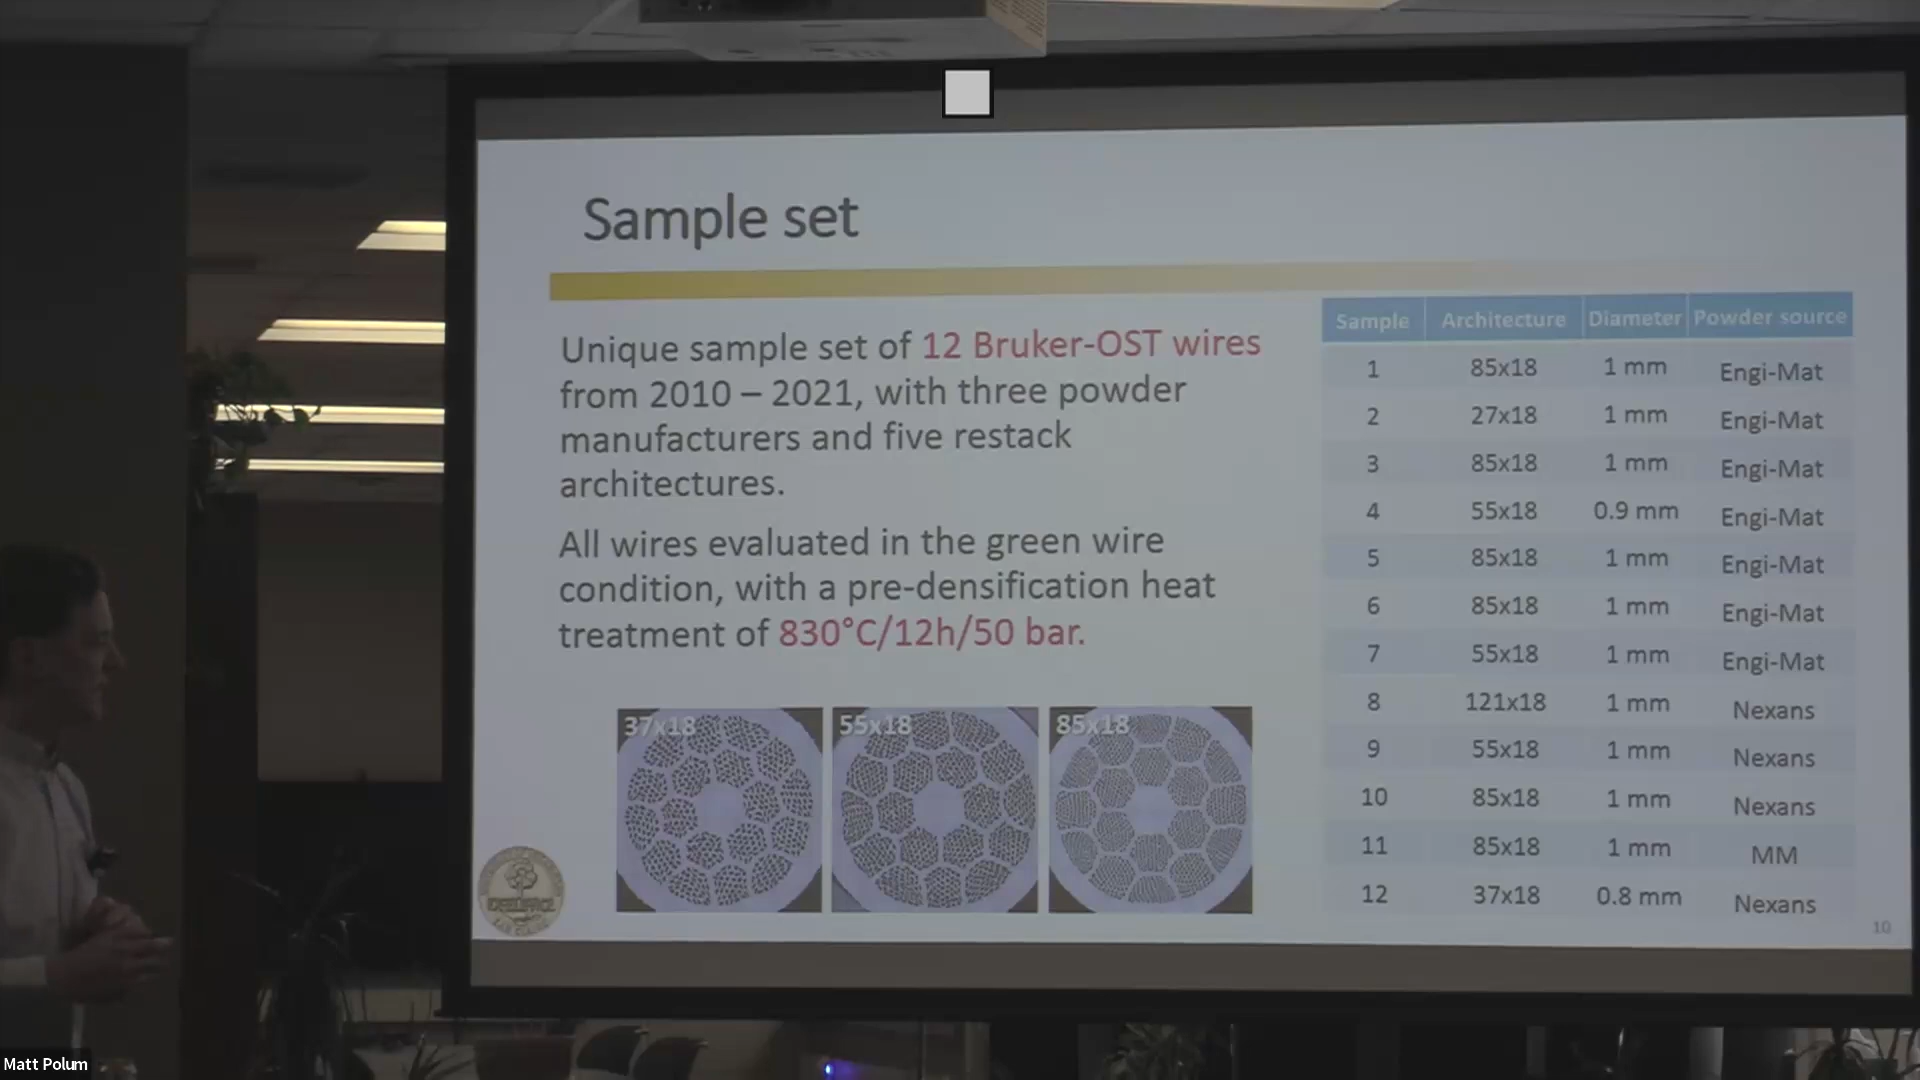 Sample set
Unique sample set of 12 Bruker-OST wires
from 2010 – 2021, with three powder
manufacturers and five restack
architectures.
All wires evaluated in the green wire
condition, with a pre-densification heat
treatment of 830°C/12h/50 bar.
37x18 55x18 85x18
Sample Architecture Diameter Powder source
1 85x18 1 mm Engi-Mat
2 27x18 1 mm Engi-Mat
3 85x18 1 mm Engi-Mat
4 55x18 0.9 mm Engi-Mat
5 85x18 1 mm Engi-Mat
6 85x18 1 mm Engi-Mat
7 55x18 1 mm Engi-Mat
8 121x18 1 mm Nexans
9 55x18 1 mm Nexans
10 85x18 1 mm Nexans
11 85x18 1 mm MM
12 37x18 0.8 mm Nexans
10
Matt Polum